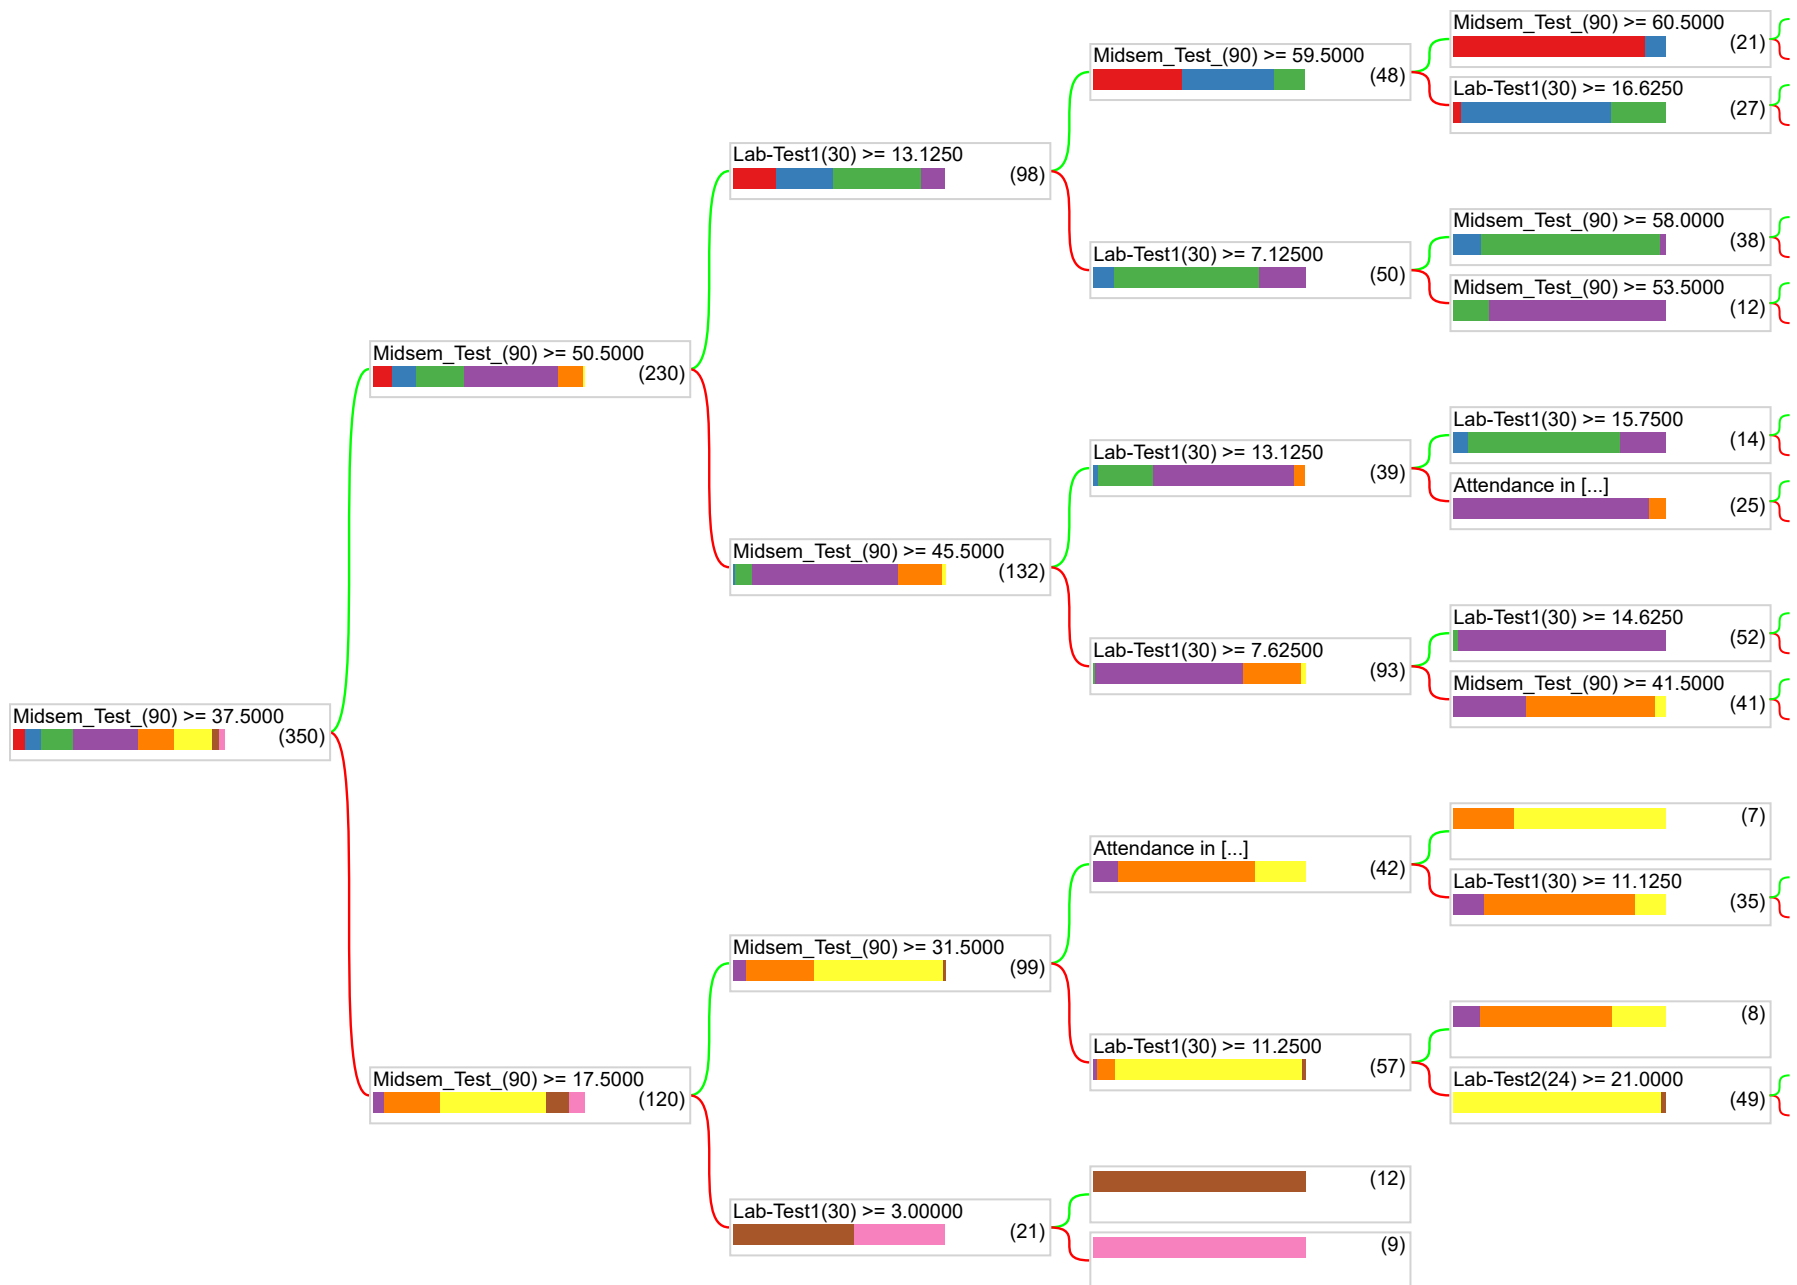 Midsem_Test_(90) >= 37.5000
(350)
Midsem_Test_(90) >= 50.5000
(230)
Midsem_Test_(90) >= 17.5000
(120)
Lab-Test1(30) >= 13.1250
(98)
Midsem_Test_(90) >= 45.5000
(132)
Midsem_Test_(90) >= 31.5000
(99)
Lab-Test1(30) >= 3.00000
(21)
Midsem_Test_(90) >= 59.5000
(48)
Lab-Test1(30) >= 7.12500
(50)
Lab-Test1(30) >= 13.1250
(39)
Lab-Test1(30) >= 7.62500
(93)
Attendance in [...]
(42)
Lab-Test1(30) >= 11.2500
(57)
(12)
(9)
Midsem_Test_(90) >= 60.5000
(21)
Lab-Test1(30) >= 16.6250
(27)
Midsem_Test_(90) >= 58.0000
(38)
Midsem_Test_(90) >= 53.5000
(12)
Lab-Test1(30) >= 15.7500
(14)
Attendance in [...]
(25)
Lab-Test1(30) >= 14.6250
(52)
Midsem_Test_(90) >= 41.5000
(41)
(7)
Lab-Test1(30) >= 11.1250
(35)
(8)
Lab-Test2(24) >= 21.0000
(49)